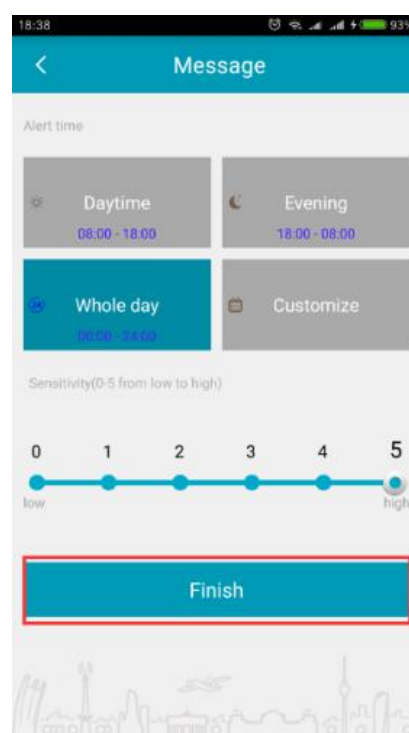 18:38 93%
Message
Alert time
Daytime Evening
08:00 - 18:00 18:00 - 08:00
24 Whole day Customize
00:00 - 24:00
Sensitivity(0-5 from low to high)
0 1 2 3 4 5
low high
Finish